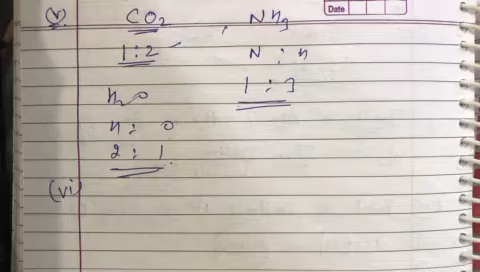 Date
(v) CO₂ , NH₃
1 : 2 N : H
H₂O 1 : 3
H : O
2 : 1
(vi)